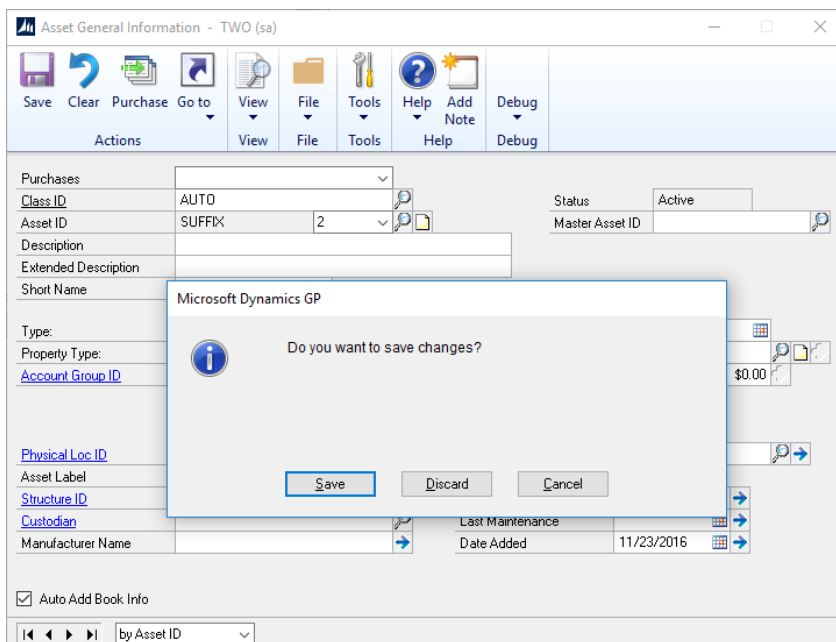 Asset General Information - TWO (sa)
Save Clear Purchase Go to View File Tools Help Add Note Debug
Actions View File Tools Help Debug
Purchases
Class ID AUTO Status Active
Asset ID SUFFIX 2 Master Asset ID
Description
Extended Description
Short Name
Microsoft Dynamics GP
Do you want to save changes?
Save Discard Cancel
Type:
Property Type:
Account Group ID $0.00
Physical Loc ID
Asset Label
Structure ID
Custodian Last Maintenance
Manufacturer Name Date Added 11/23/2016
Auto Add Book Info
by Asset ID